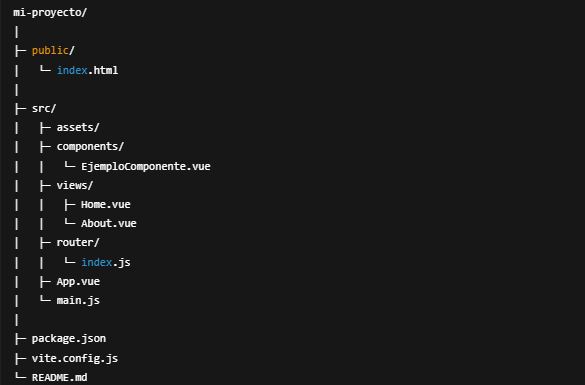 mi-proyecto/
│
├─ public/
│   └─ index.html
│
├─ src/
│   ├─ assets/
│   ├─ components/
│   │   └─ EjemploComponente.vue
│   ├─ views/
│   │   ├─ Home.vue
│   │   └─ About.vue
│   ├─ router/
│   │   └─ index.js
│   ├─ App.vue
│   └─ main.js
│
├─ package.json
├─ vite.config.js
└─ README.md